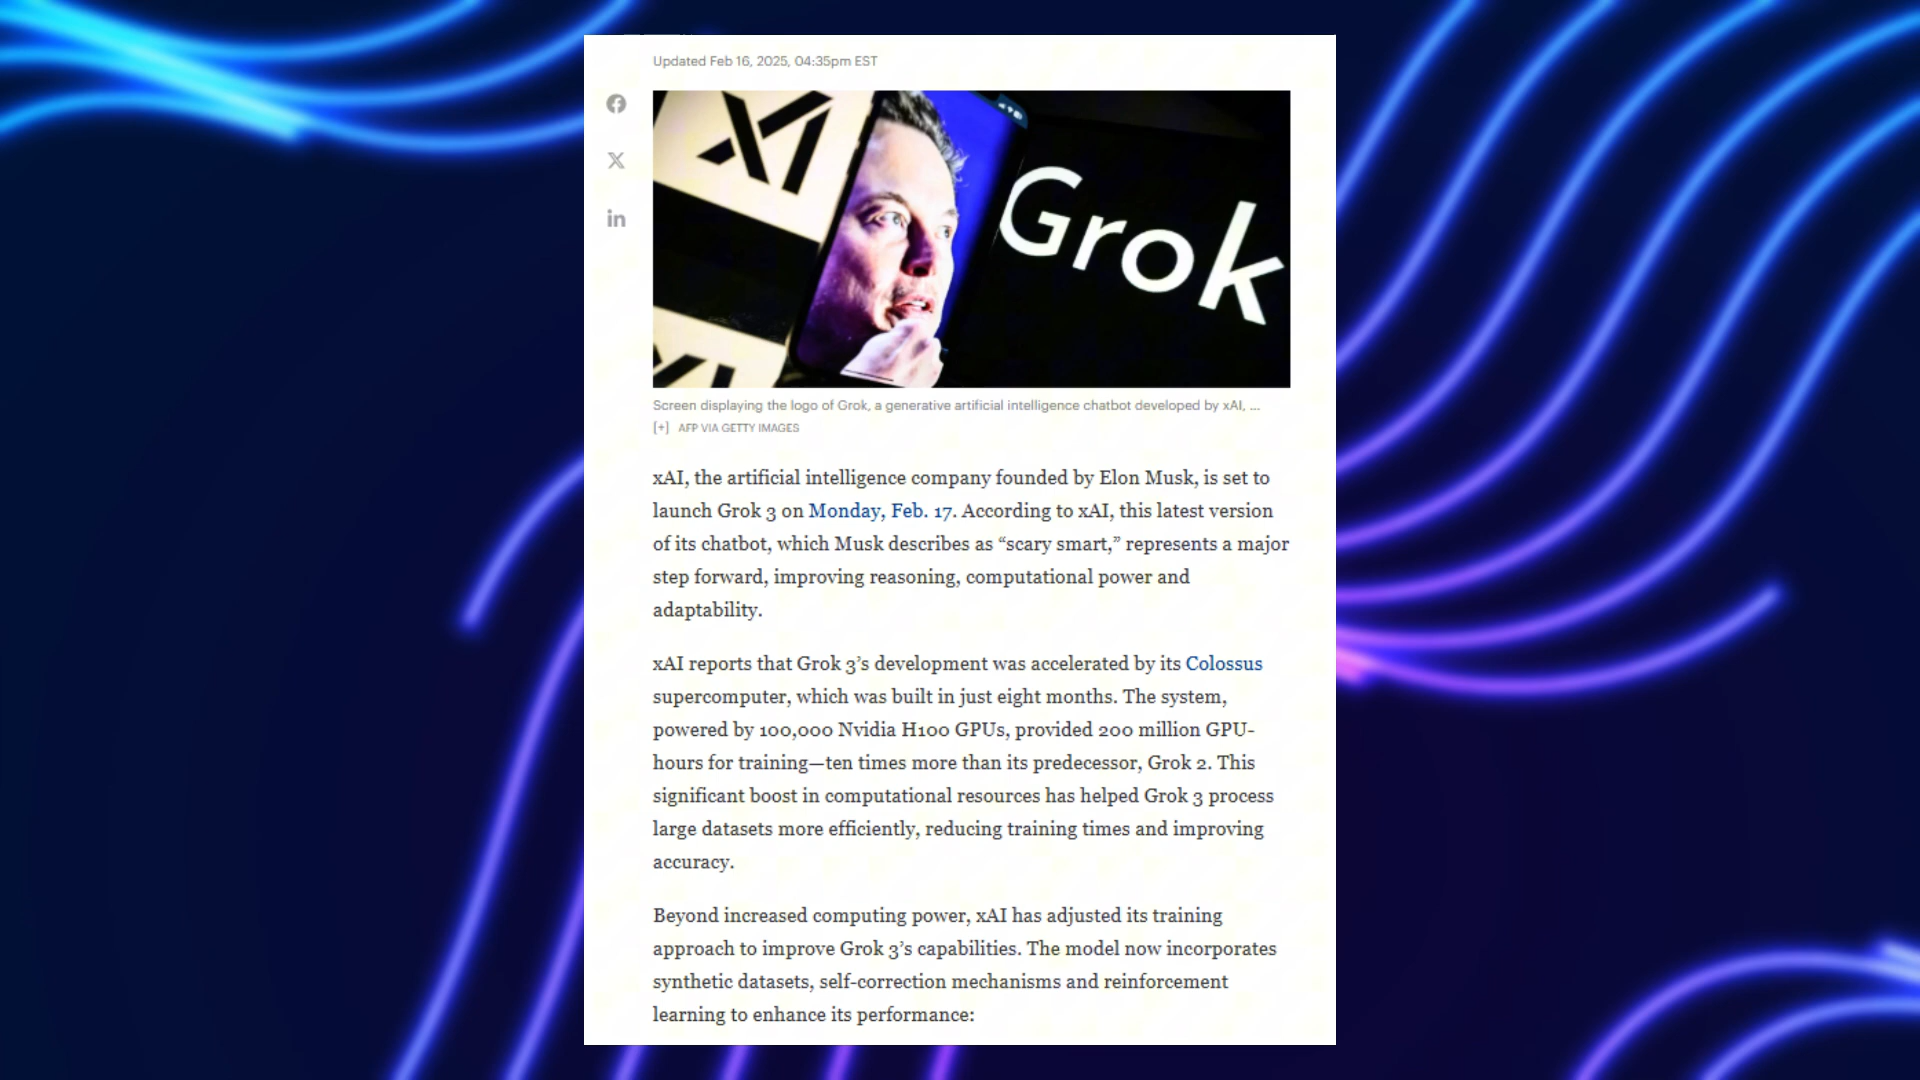 Updated Feb 16, 2025, 04:35pm EST
XI
Grok
Screen displaying the logo of Grok, a generative artificial intelligence chatbot developed by xAI, ...
[+] AFP VIA GETTY IMAGES
xAI, the artificial intelligence company founded by Elon Musk, is set to
launch Grok 3 on Monday, Feb. 17. According to xAI, this latest version
of its chatbot, which Musk describes as “scary smart,” represents a major
step forward, improving reasoning, computational power and
adaptability.
xAI reports that Grok 3’s development was accelerated by its Colossus
supercomputer, which was built in just eight months. The system,
powered by 100,000 Nvidia H100 GPUs, provided 200 million GPU-
hours for training—ten times more than its predecessor, Grok 2. This
significant boost in computational resources has helped Grok 3 process
large datasets more efficiently, reducing training times and improving
accuracy.
Beyond increased computing power, xAI has adjusted its training
approach to improve Grok 3’s capabilities. The model now incorporates
synthetic datasets, self-correction mechanisms and reinforcement
learning to enhance its performance: